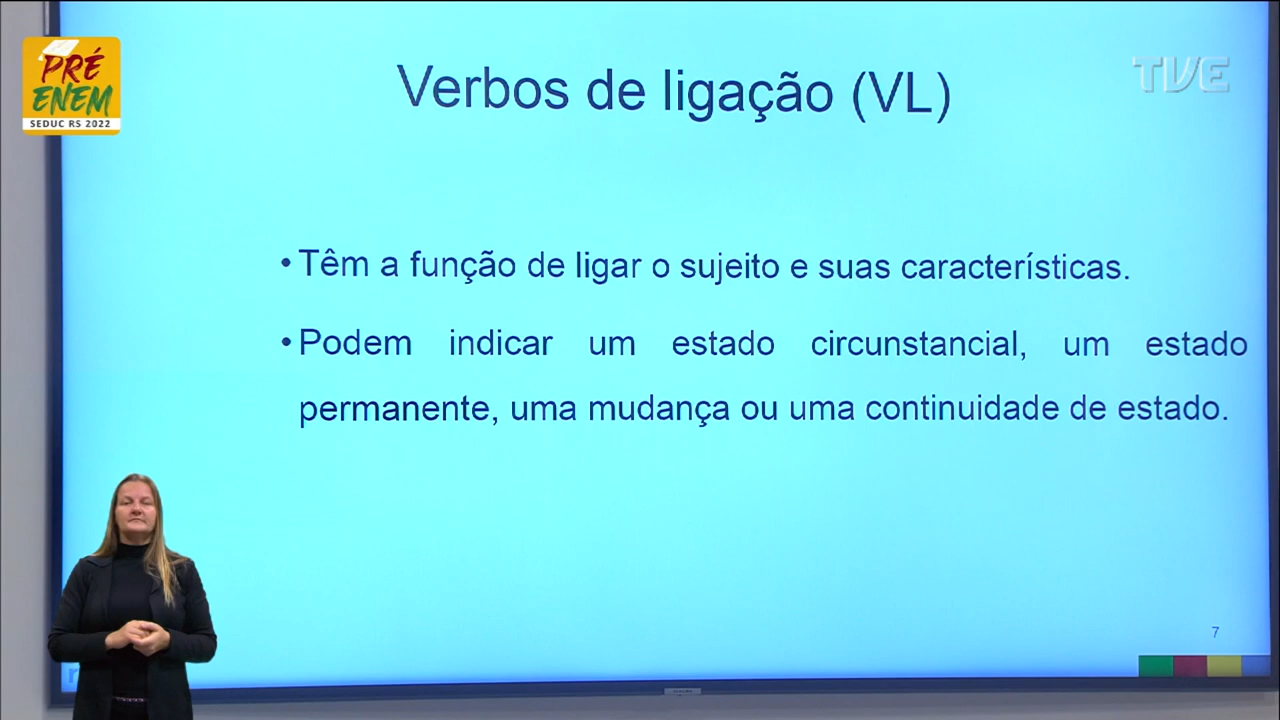 PRÉ
ENEM
SEDUC RS 2022
TVE
Verbos de ligação (VL)
• Têm a função de ligar o sujeito e suas características.
• Podem indicar um estado circunstancial, um estado
permanente, uma mudança ou uma continuidade de estado.
7